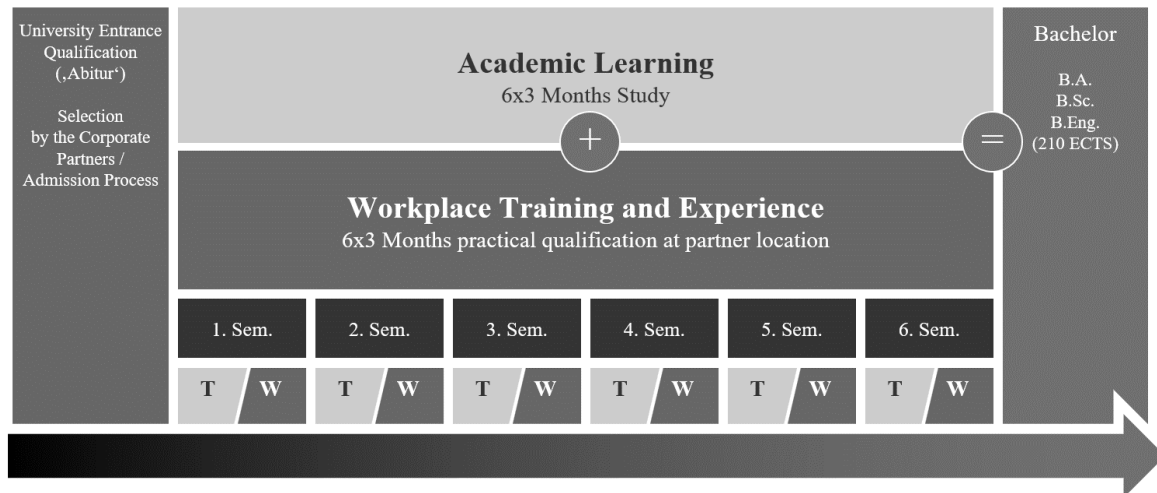 University Entrance
Qualification
(‚Abitur‘)
Selection
by the Corporate
Partners /
Admission Process
Academic Learning
6x3 Months Study
+
Workplace Training and Experience
6x3 Months practical qualification at partner location
=
Bachelor
B.A.
B.Sc.
B.Eng.
(210 ECTS)
1. Sem.
2. Sem.
3. Sem.
4. Sem.
5. Sem.
6. Sem.
T W
T W
T W
T W
T W
T W